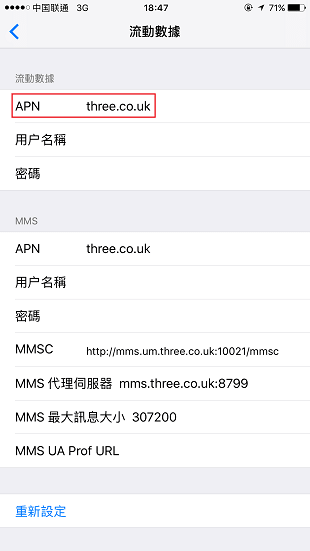 中国联通 3G 18:47 71%
流動數據
流動數據
APN three.co.uk
用户名稱
密碼
MMS
APN three.co.uk
用户名稱
密碼
MMSC http://mms.um.three.co.uk:10021/mmsc
MMS 代理伺服器 mms.three.co.uk:8799
MMS 最大訊息大小 307200
MMS UA Prof URL
重新設定